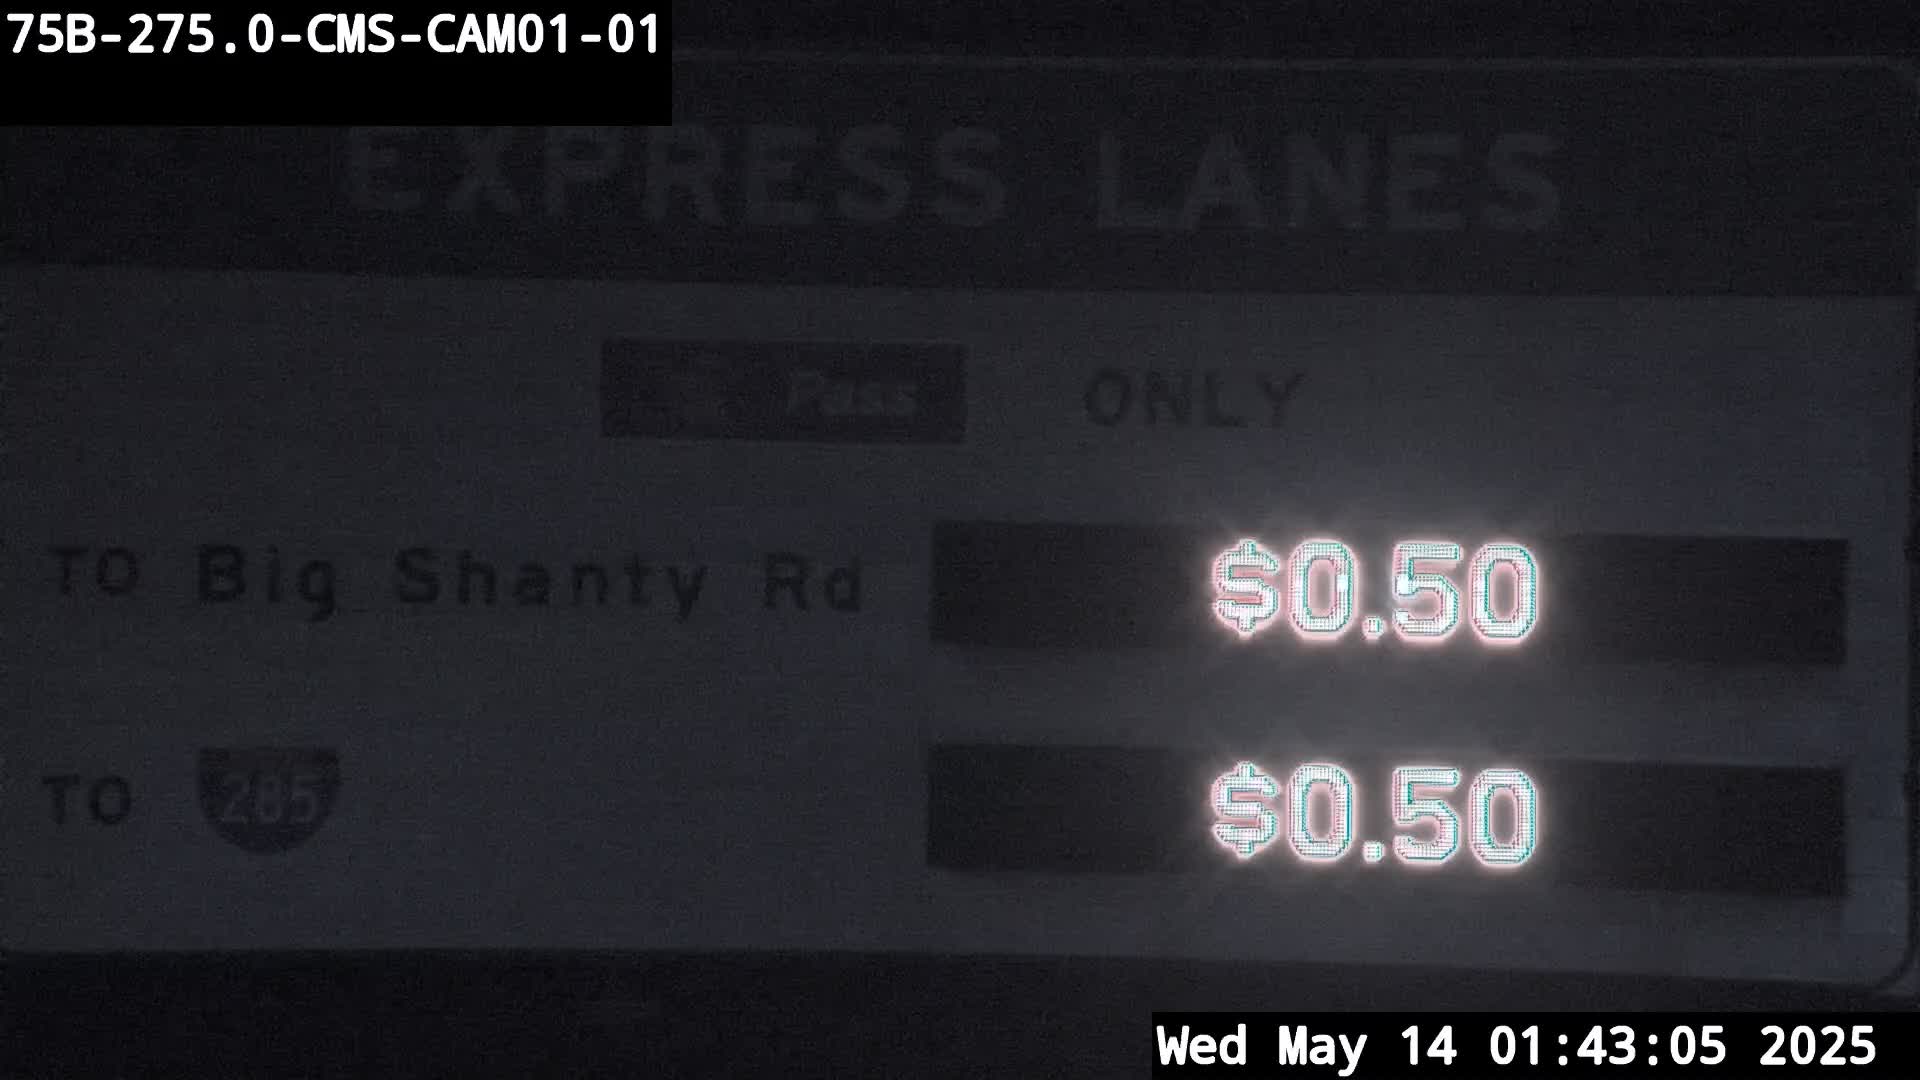 75B-275.0-CMS-CAM01-01
EXPRESS LANES
Pass ONLY
TO Big Shanty Rd $0.50
TO 285 $0.50
Wed May 14 01:43:05 2025